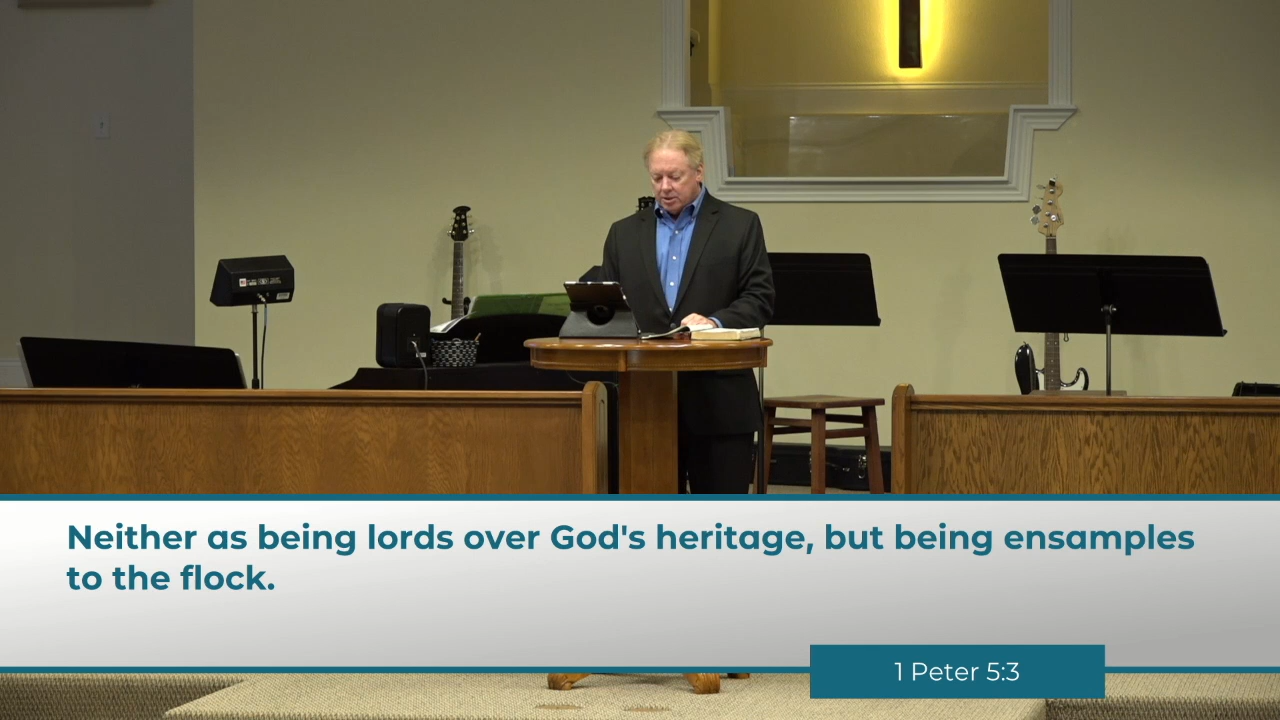 Neither as being lords over God's heritage, but being ensamples
to the flock.
1 Peter 5:3